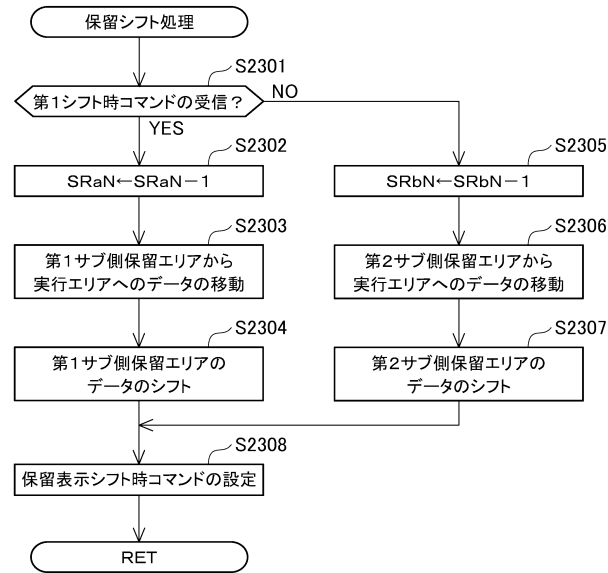 保留シフト処理
S2301
第1シフト時コマンドの受信？
NO
YES
S2302
SRaN←SRaN－1
S2303
第1サブ側保留エリアから
実行エリアへのデータの移動
S2304
第1サブ側保留エリアの
データのシフト
S2305
SRbN←SRbN－1
S2306
第2サブ側保留エリアから
実行エリアへのデータの移動
S2307
第2サブ側保留エリアの
データのシフト
S2308
保留表示シフト時コマンドの設定
RET